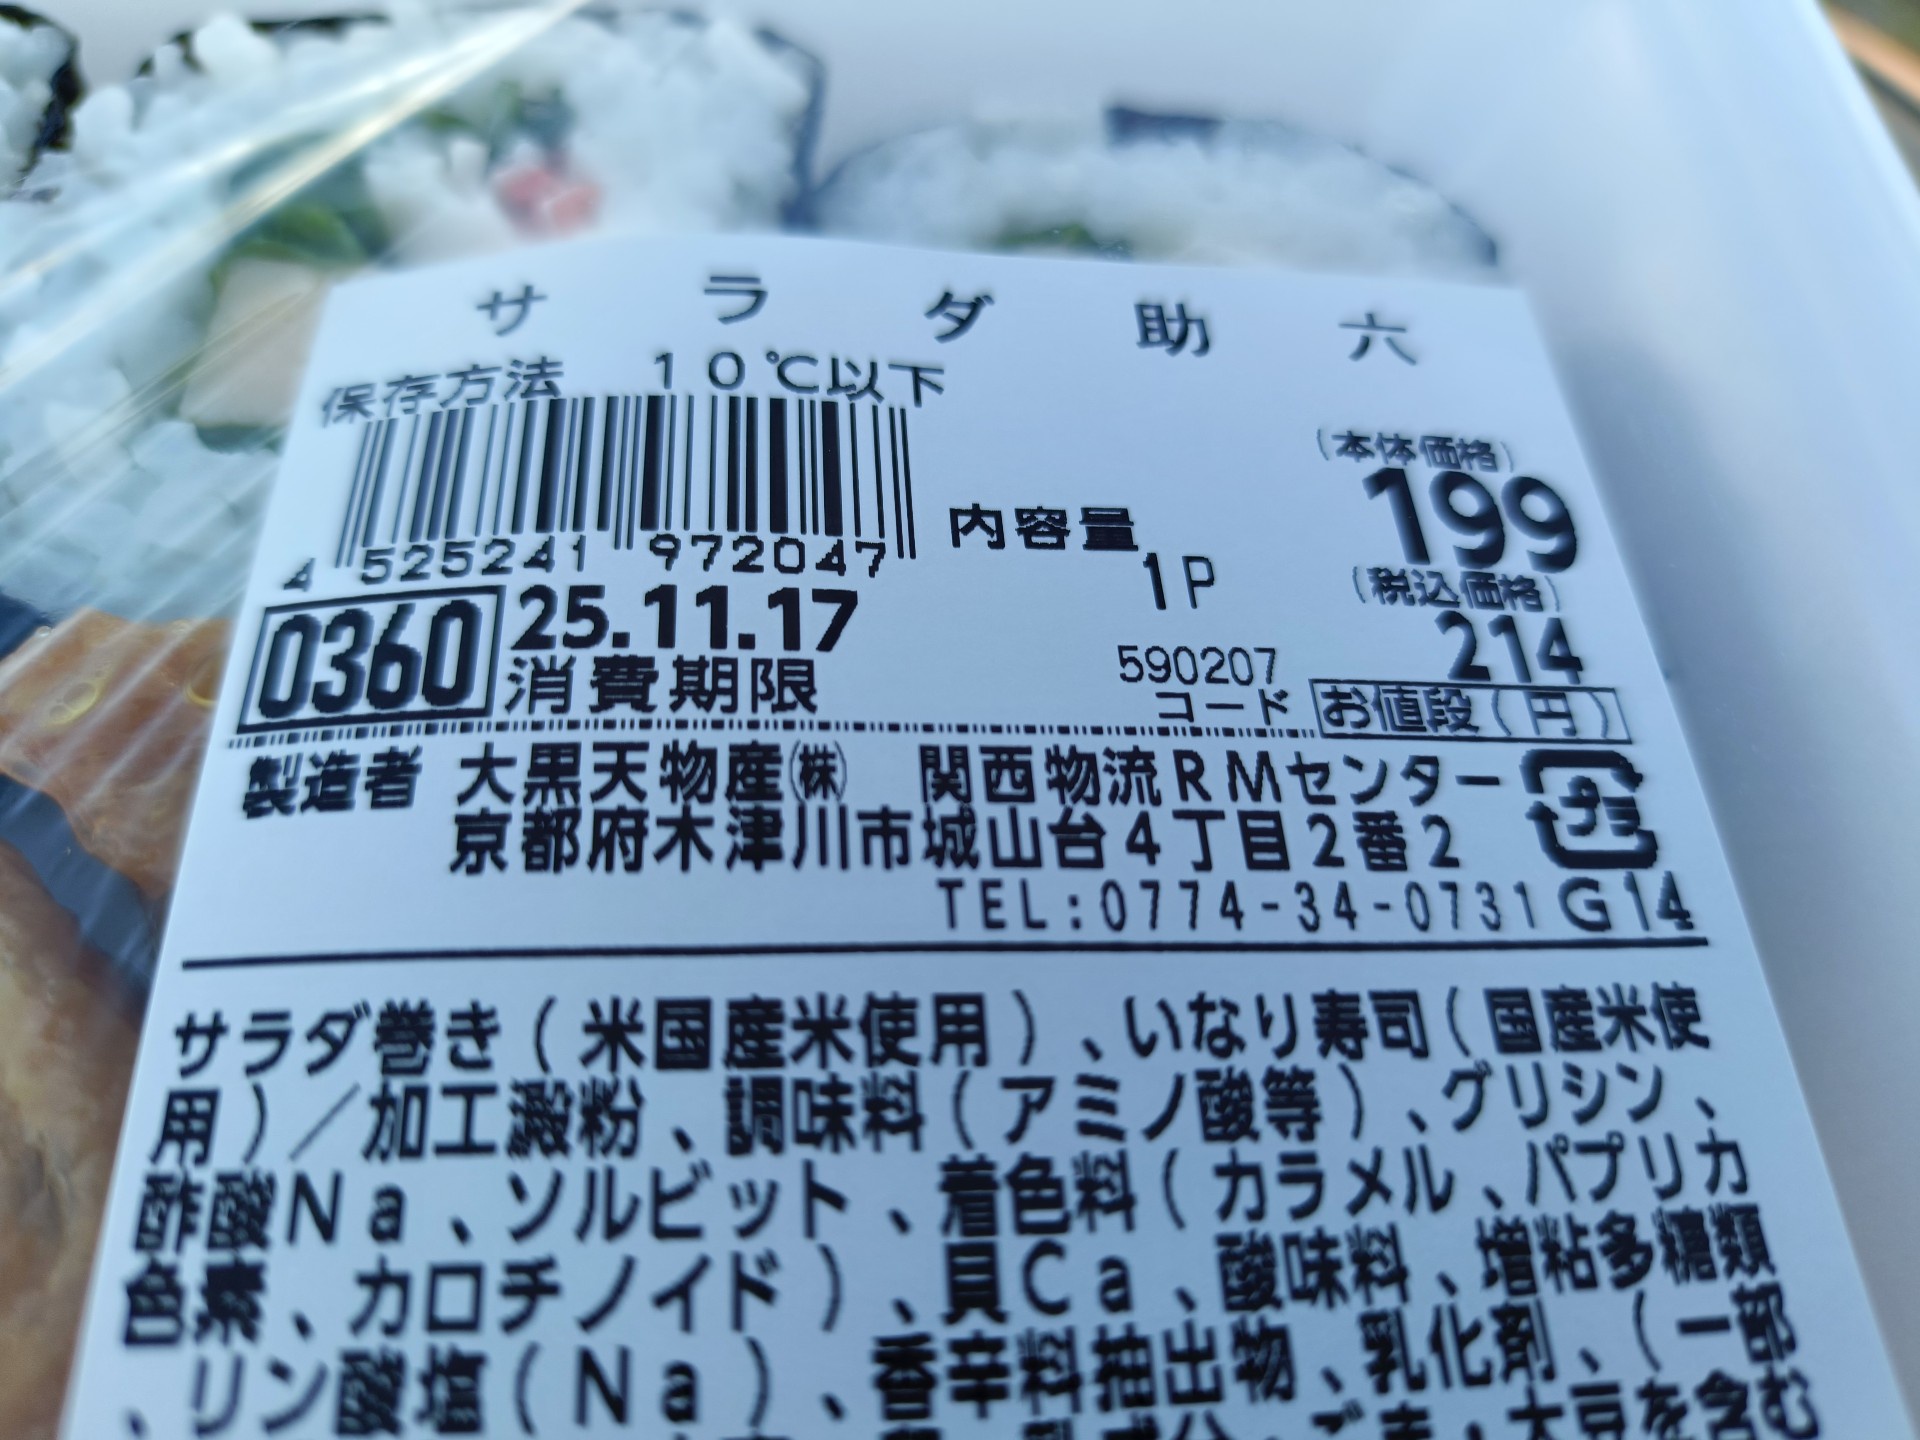 サラダ助六
保存方法 10℃以下
4 525241 972047
内容量
1P
(本体価格)
199
(税込価格)
214
0360
25.11.17
消費期限
590207
コード
お値段(円)
製造者 大黒天物産㈱ 関西物流RMセンター
京都府木津川市城山台4丁目2番2
TEL:0774-34-0731 G14
プラ
サラダ巻き(米国産米使用)、いなり寿司(国産米使
用)/加工澱粉、調味料(アミノ酸等)、グリシン、
酢酸Na、ソルビット、着色料(カラメル、パプリカ
色素、カロチノイド)、貝Ca、酸味料、増粘多糖類
、リン酸塩(Na)、香辛料抽出物、乳化剤、(一部
ごま・大豆を含む